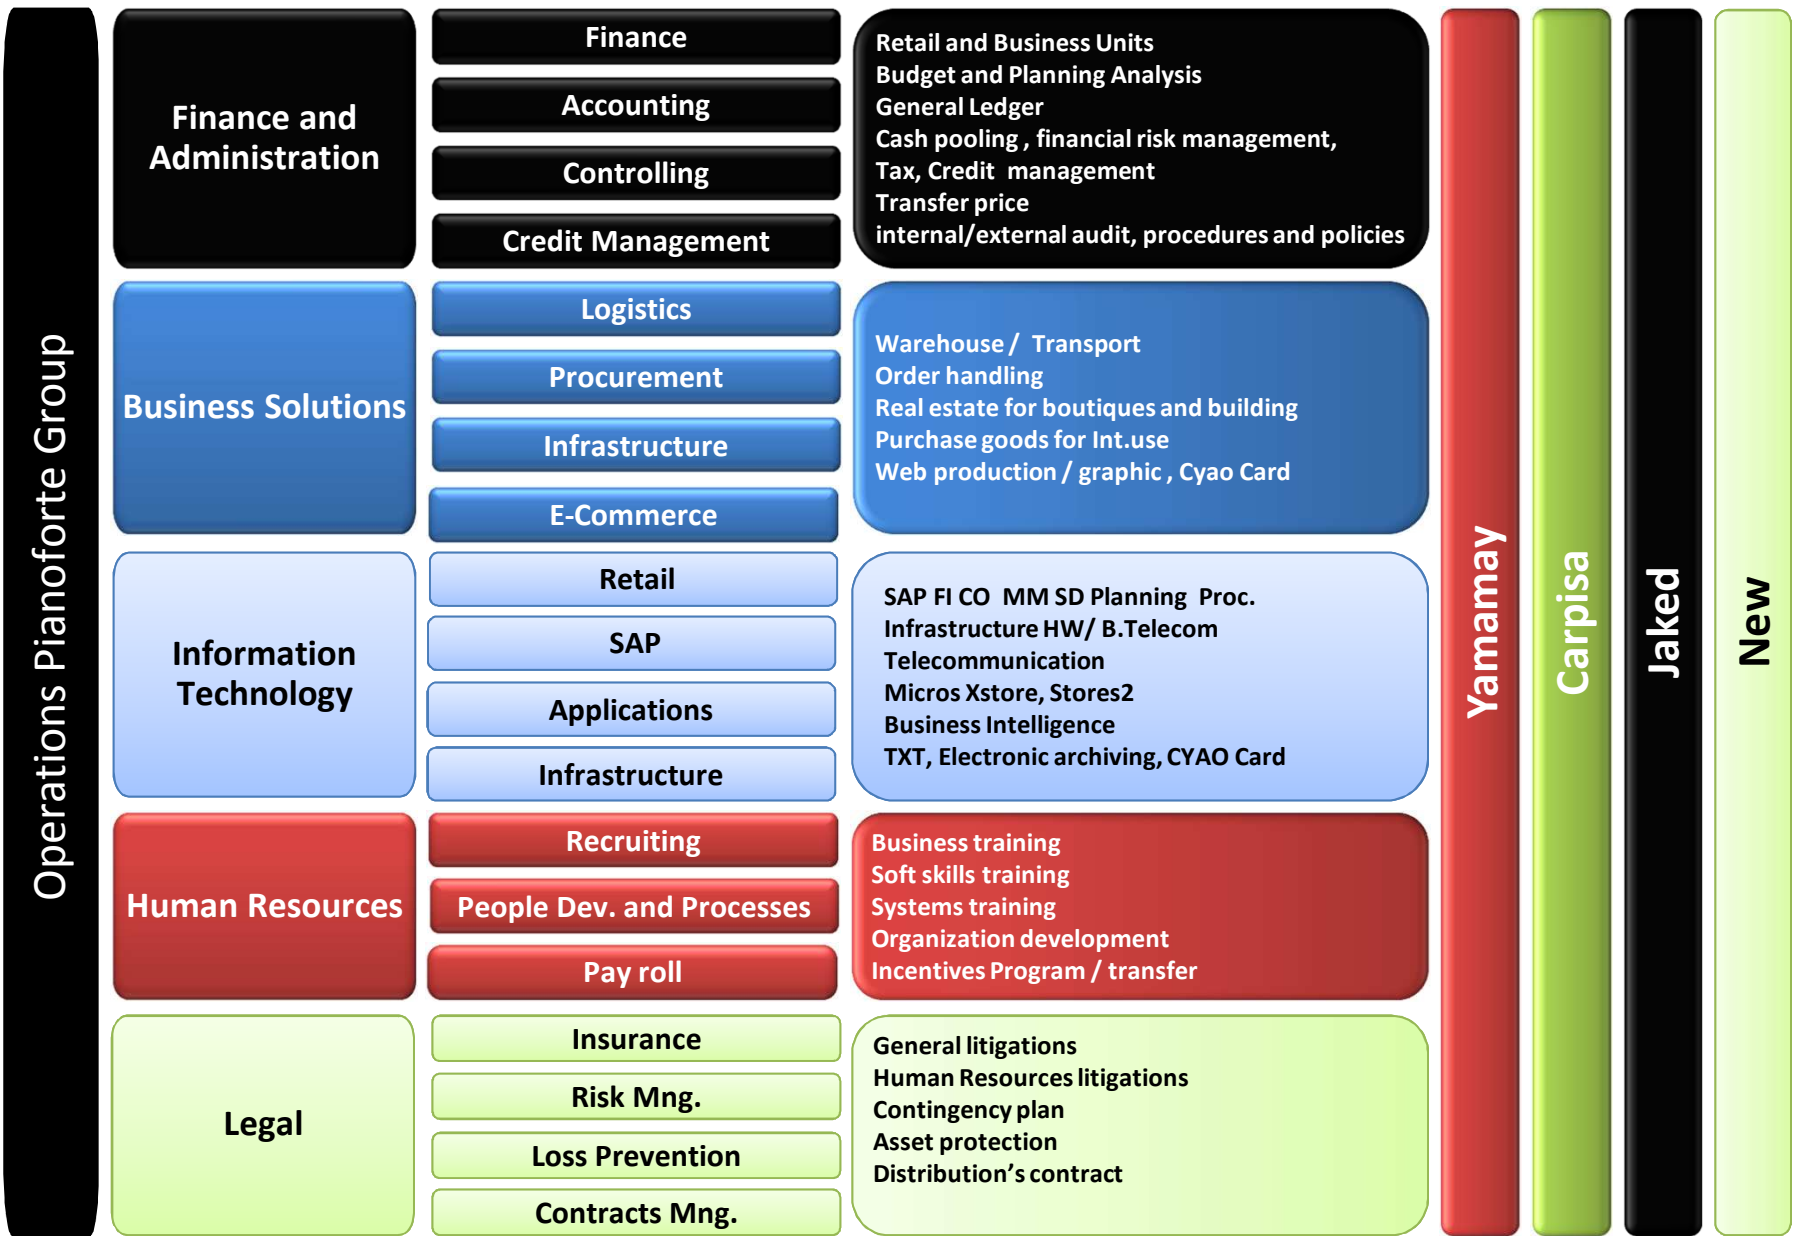 Operations Pianoforte Group
Finance and
Administration
Finance
Accounting
Controlling
Credit Management
Retail and Business Units
Budget and Planning Analysis
General Ledger
Cash pooling , financial risk management,
Tax, Credit  management
Transfer price
internal/external audit, procedures and policies
Business Solutions
Logistics
Procurement
Infrastructure
E-Commerce
Warehouse /  Transport
Order handling
Real estate for boutiques and building
Purchase goods for Int.use
Web production / graphic , Cyao Card
Information
Technology
Retail
SAP
Applications
Infrastructure
SAP FI CO  MM SD Planning  Proc.
Infrastructure HW/ B.Telecom
Telecommunication
Micros Xstore, Stores2
Business Intelligence
TXT, Electronic archiving, CYAO Card
Human Resources
Recruiting
People Dev. and Processes
Pay roll
Business training
Soft skills training
Systems training
Organization development
Incentives Program / transfer
Legal
Insurance
Risk Mng.
Loss Prevention
Contracts Mng.
General litigations
Human Resources litigations
Contingency plan
Asset protection
Distribution’s contract
Yamamay
Carpisa
Jaked
New